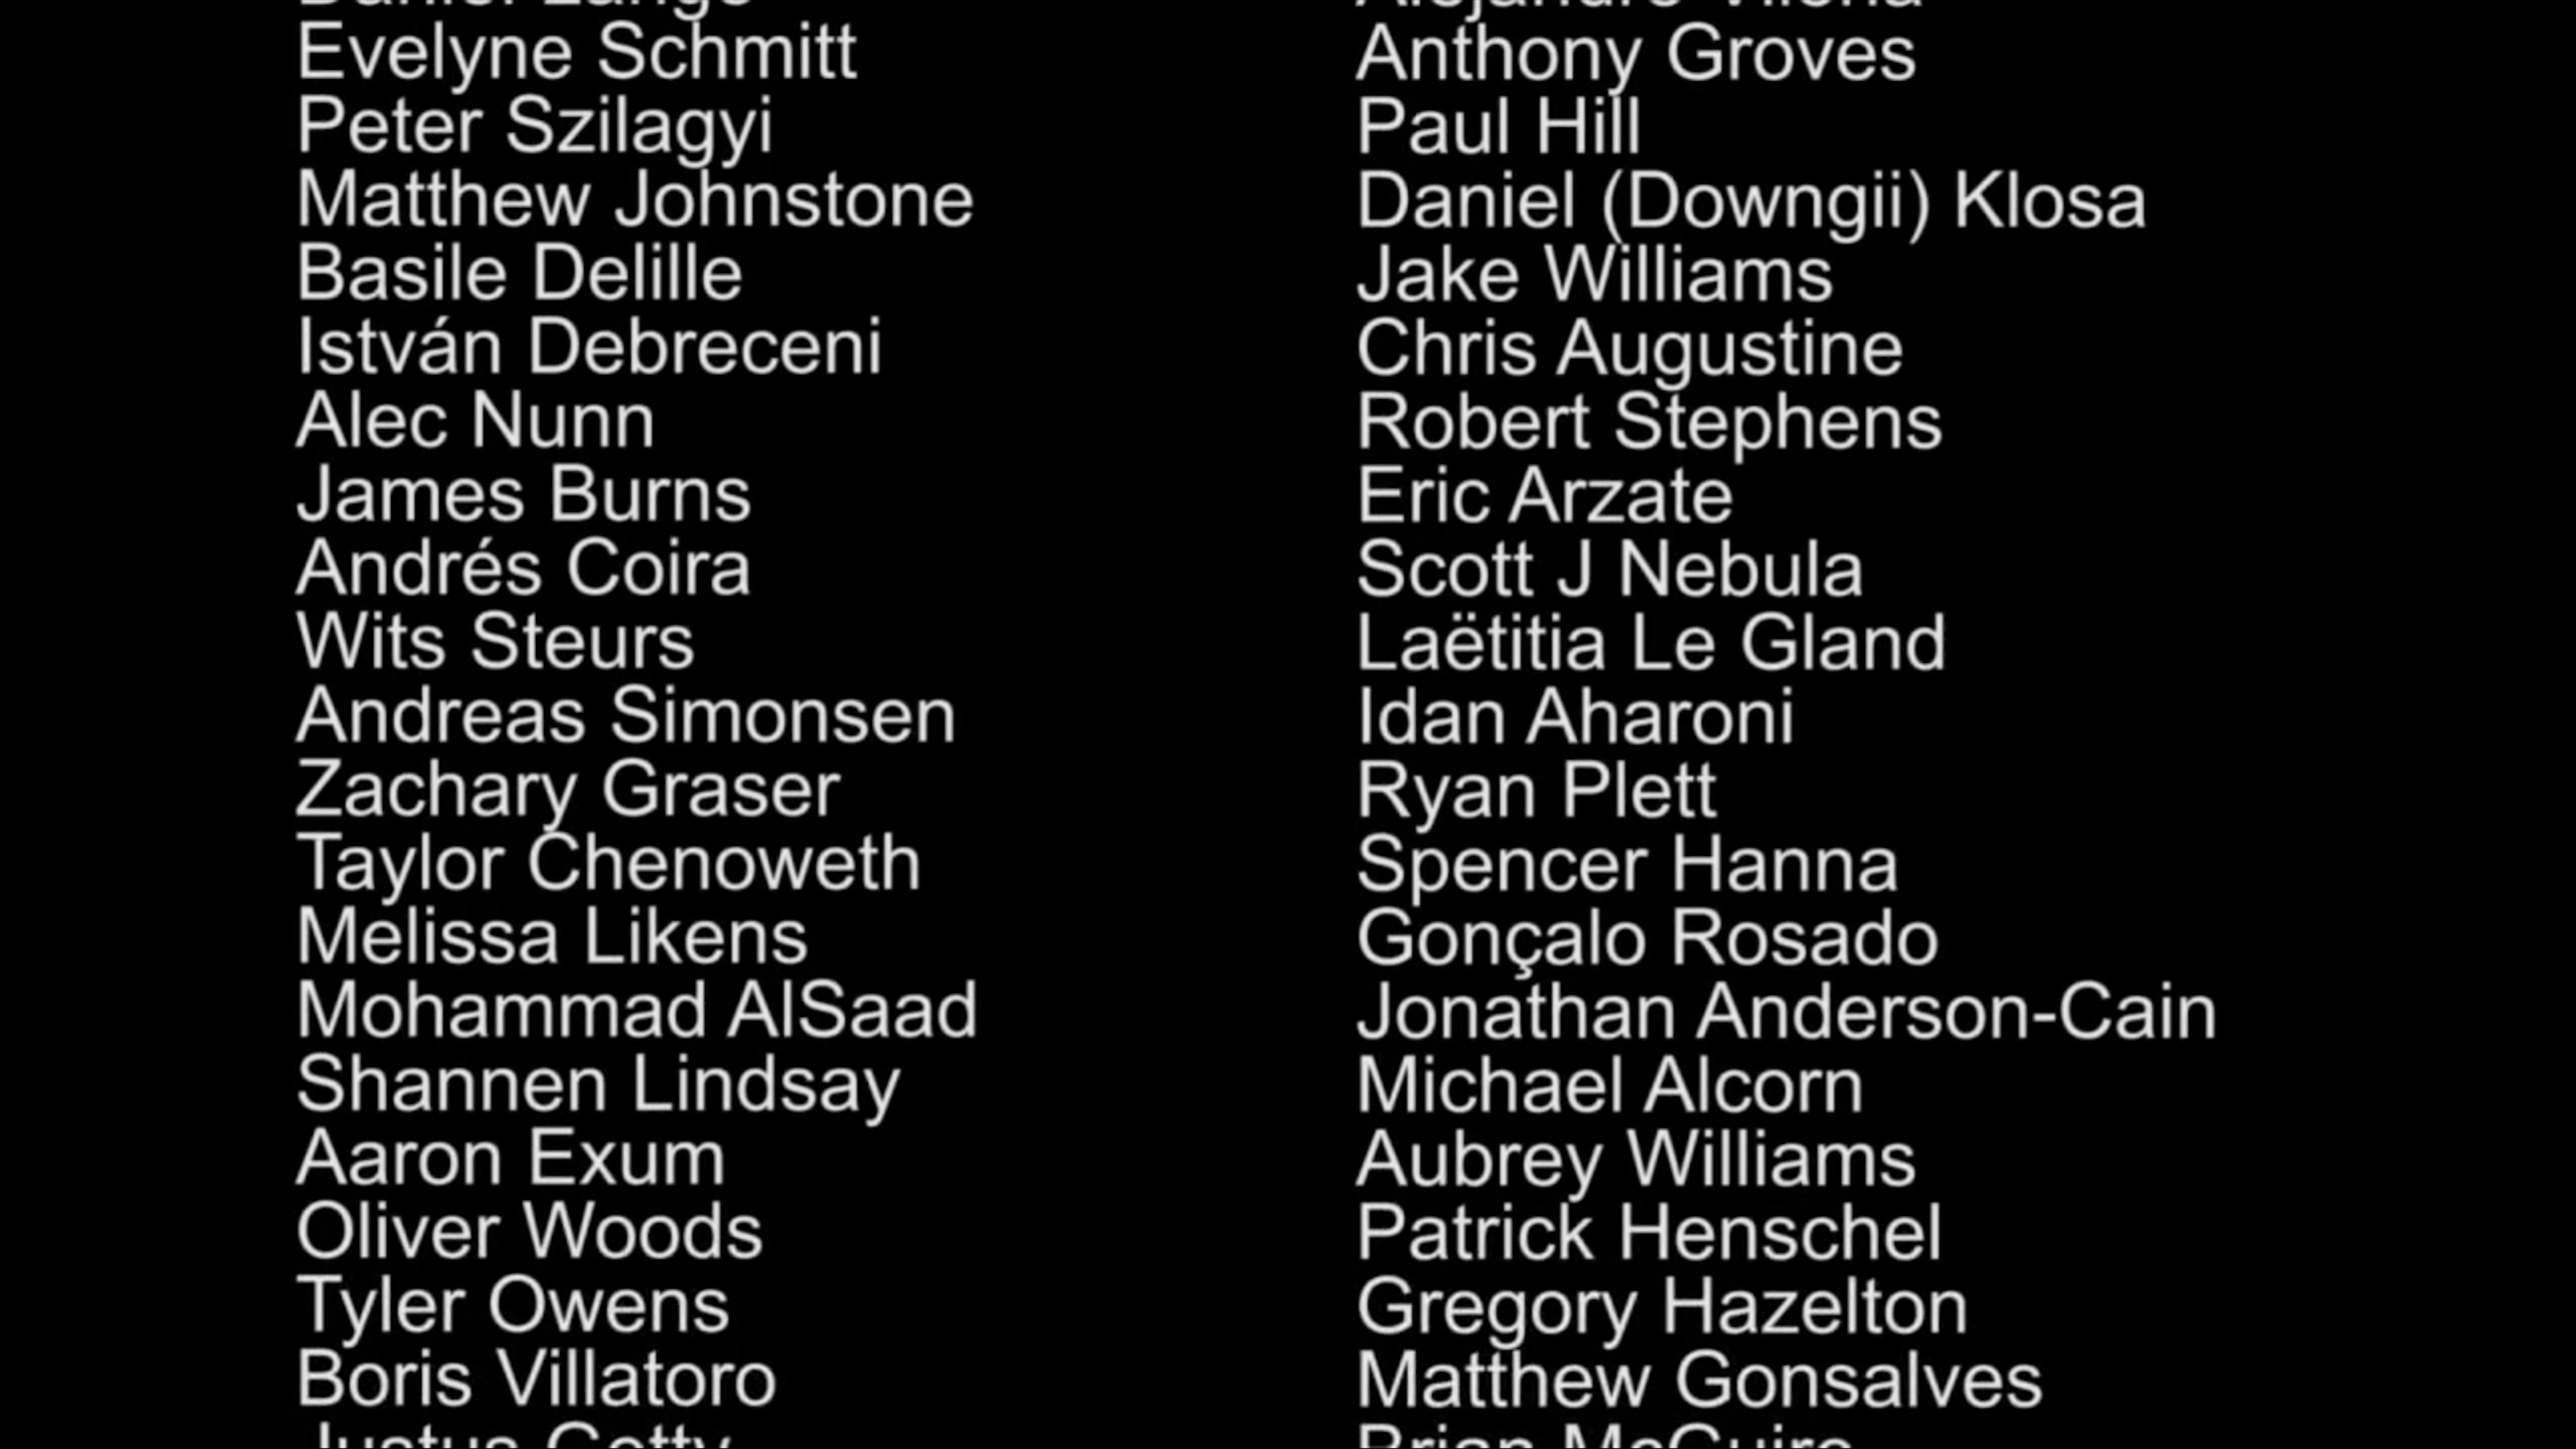 Evelyne Schmitt
Peter Szilagyi
Matthew Johnstone
Basile Delille
István Debreceni
Alec Nunn
James Burns
Andrés Coira
Wits Steurs
Andreas Simonsen
Zachary Graser
Taylor Chenoweth
Melissa Likens
Mohammad AlSaad
Shannen Lindsay
Aaron Exum
Oliver Woods
Tyler Owens
Boris Villatoro
Anthony Groves
Paul Hill
Daniel (Downgii) Klosa
Jake Williams
Chris Augustine
Robert Stephens
Eric Arzate
Scott J Nebula
Laëtitia Le Gland
Idan Aharoni
Ryan Plett
Spencer Hanna
Gonçalo Rosado
Jonathan Anderson-Cain
Michael Alcorn
Aubrey Williams
Patrick Henschel
Gregory Hazelton
Matthew Gonsalves
Brian McGuire